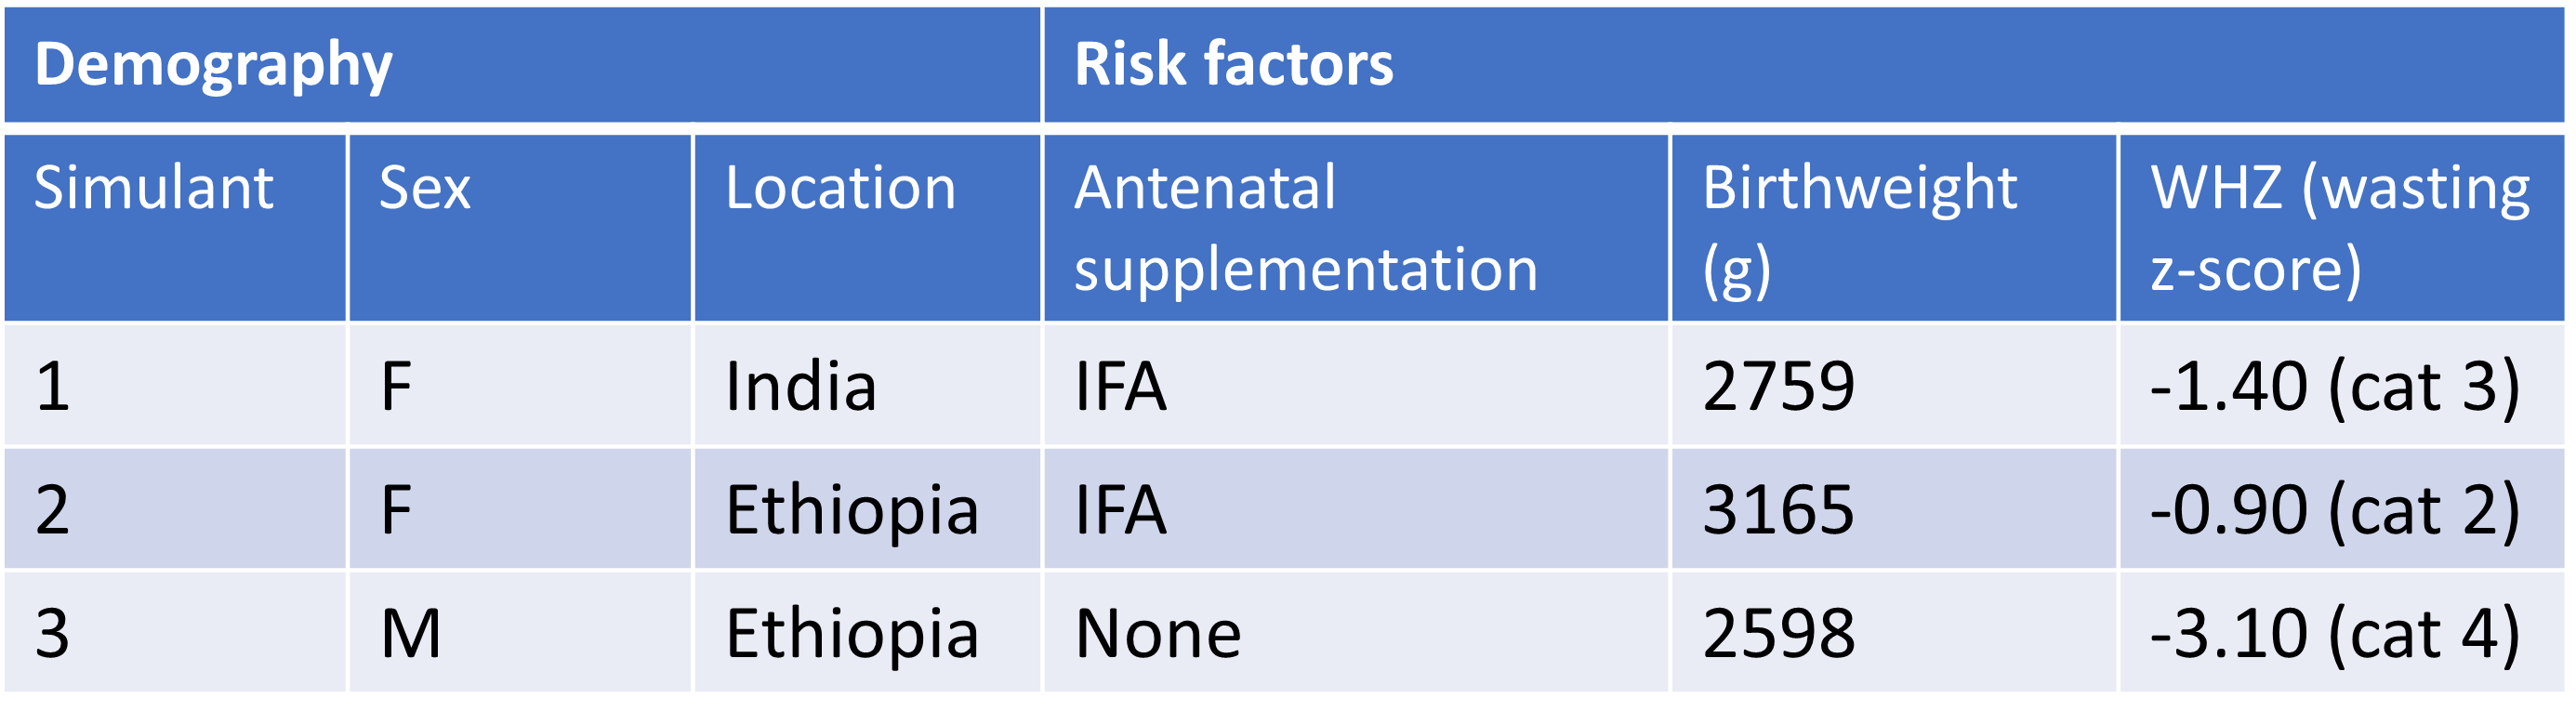 Demography Risk factors
Simulant Sex Location Antenatal supplementation Birthweight (g) WHZ (wasting z-score)
1 F India IFA 2759 -1.40 (cat 3)
2 F Ethiopia IFA 3165 -0.90 (cat 2)
3 M Ethiopia None 2598 -3.10 (cat 4)